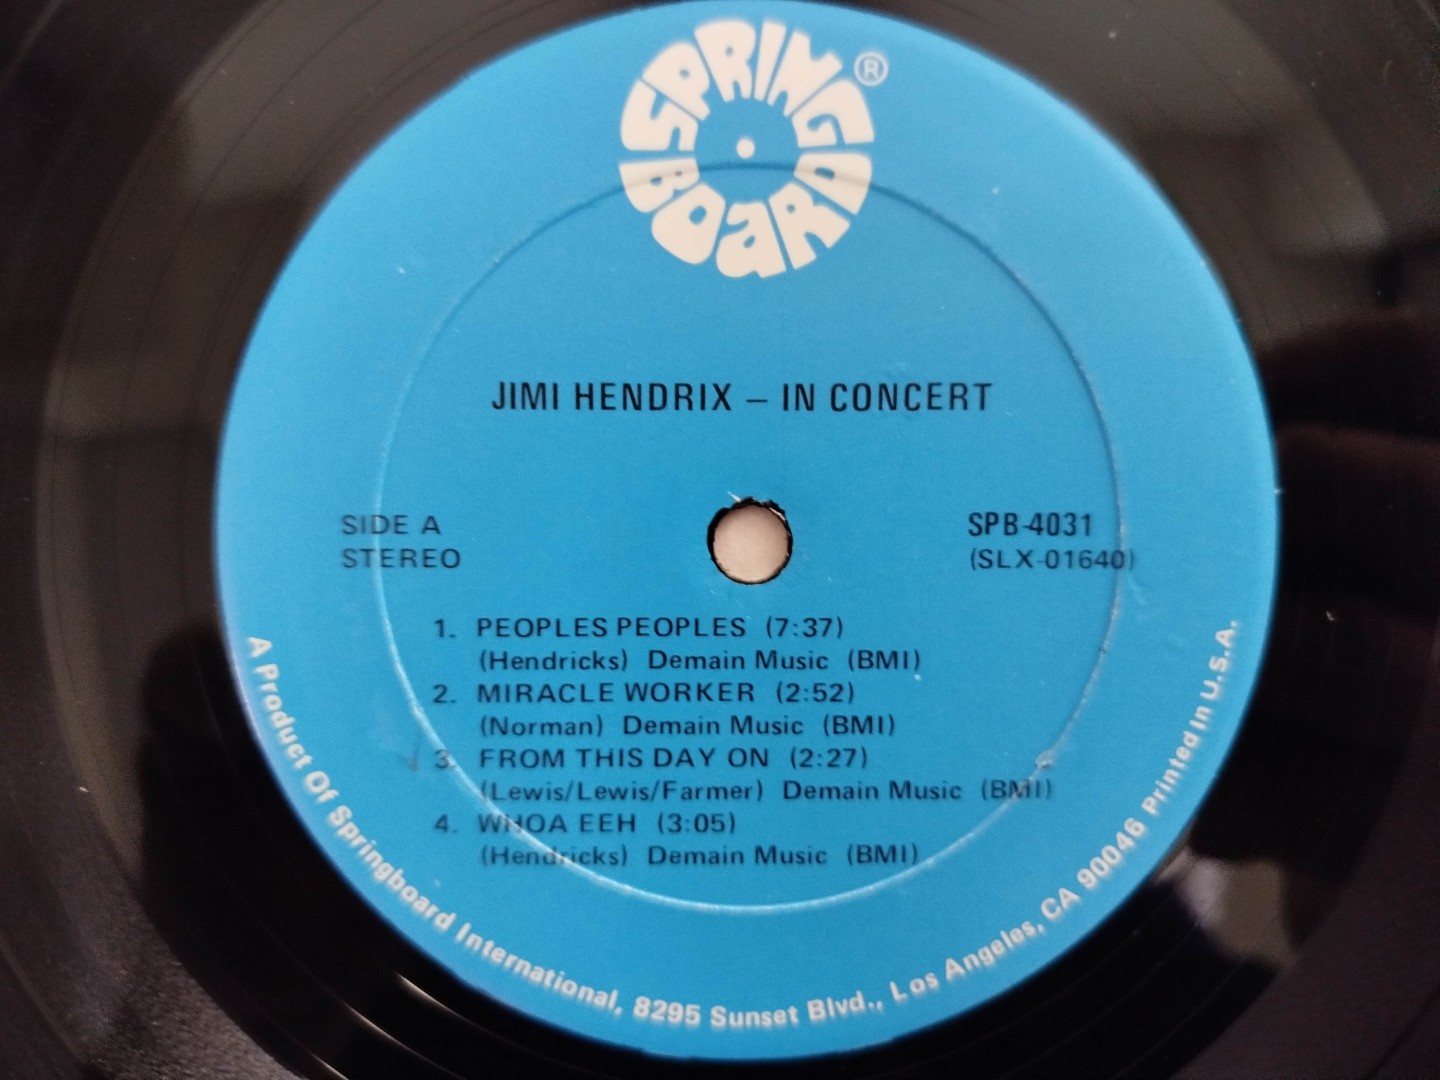 SPRING
BOARD
®
JIMI HENDRIX – IN CONCERT
SIDE A
STEREO
SPB-4031
(SLX-01640)
1. PEOPLES PEOPLES (7:37)
(Hendricks) Demain Music (BMI)
2. MIRACLE WORKER (2:52)
(Norman) Demain Music (BMI)
3. FROM THIS DAY ON (2:27)
(Lewis/Lewis/Farmer) Demain Music (BMI)
4. WHOA EEH (3:05)
(Hendricks) Demain Music (BMI)
A Product Of Springboard International, 8295 Sunset Blvd., Los Angeles, CA 90046 Printed In U.S.A.